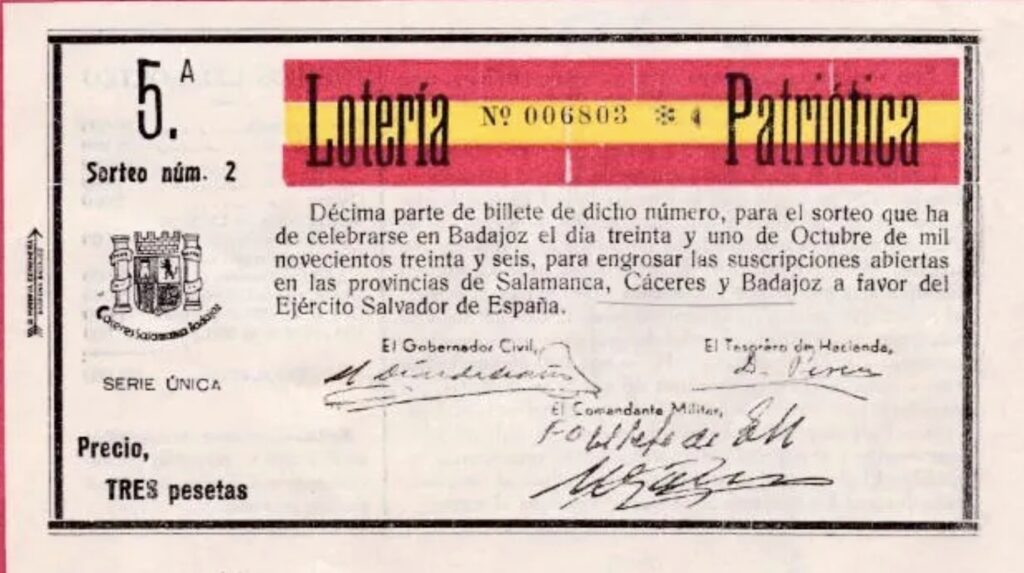 5. A
Lotería Nº 006803 Patriótica
Sorteo núm. 2
Décima parte de billete de dicho número, para el sorteo que ha
de celebrarse en Badajoz el día treinta y uno de Octubre de mil
novecientos treinta y seis, para engrosar las suscripciones abiertas
en las provincias de Salamanca, Cáceres y Badajoz a favor del
Ejército Salvador de España.
Cáceres Salamanca Badajoz
El Gobernador Civil,
El Tesorero de Hacienda,
SERIE ÚNICA
El Comandante Militar,
Precio,
TRES pesetas